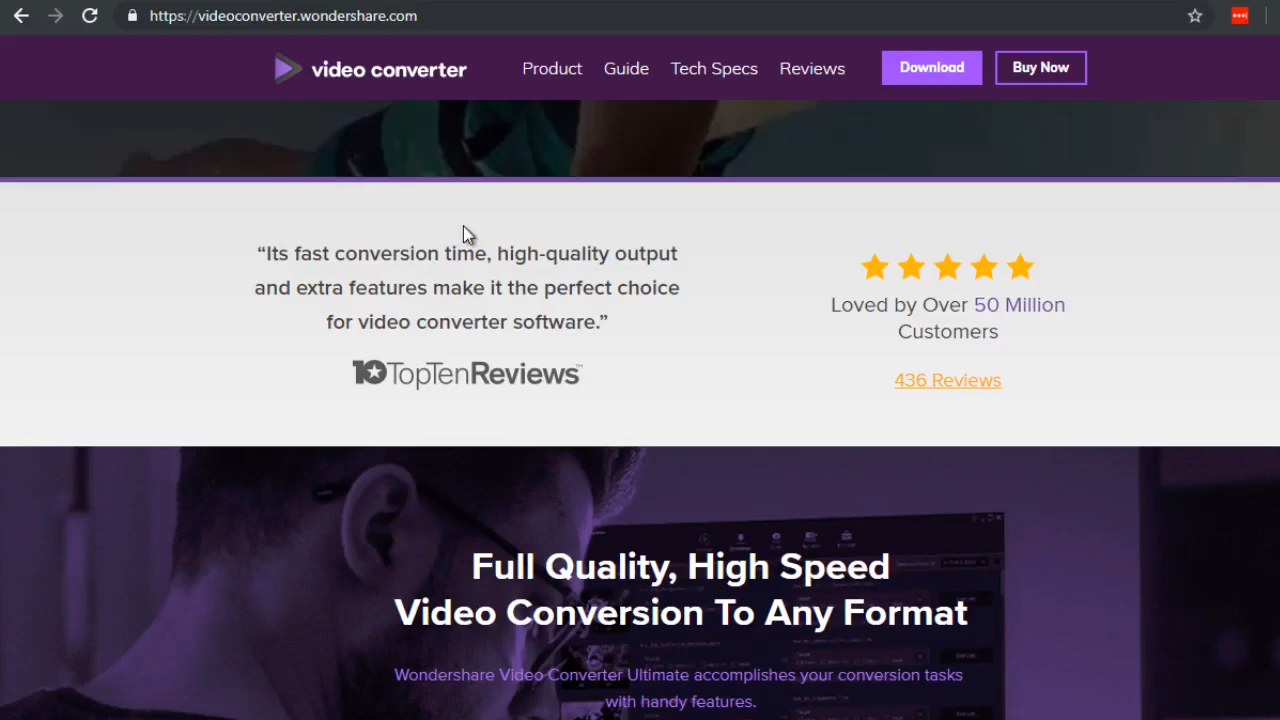 https://videoconverter.wondershare.com
video converter Product Guide Tech Specs Reviews Download Buy Now
“Its fast conversion time, high-quality output
and extra features make it the perfect choice
for video converter software.”
10 TopTenReviews™
Loved by Over 50 Million
Customers
436 Reviews
Full Quality, High Speed
Video Conversion To Any Format
Wondershare Video Converter Ultimate accomplishes your conversion tasks
with handy features.